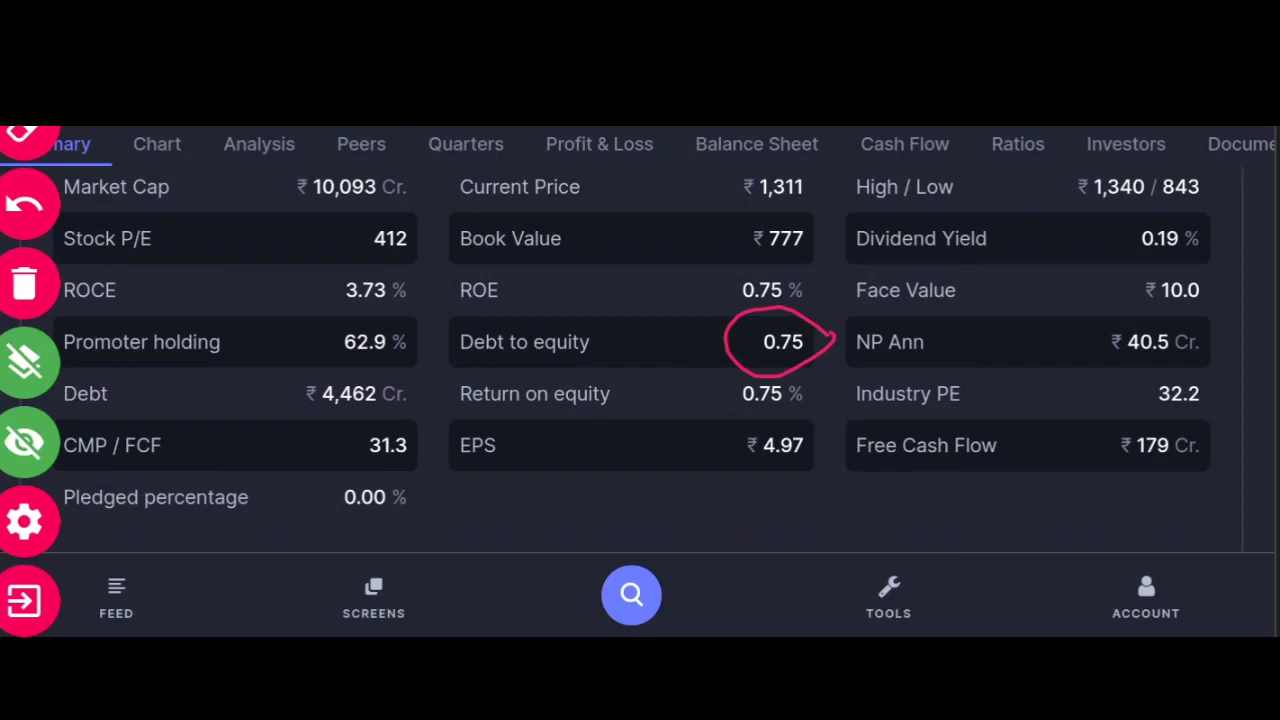 mary Chart Analysis Peers Quarters Profit & Loss Balance Sheet Cash Flow Ratios Investors Docume
Market Cap ₹ 10,093 Cr. Current Price ₹ 1,311 High / Low ₹ 1,340 / 843
Stock P/E 412 Book Value ₹ 777 Dividend Yield 0.19 %
ROCE 3.73 % ROE 0.75 % Face Value ₹ 10.0
Promoter holding 62.9 % Debt to equity 0.75 NP Ann ₹ 40.5 Cr.
Debt ₹ 4,462 Cr. Return on equity 0.75 % Industry PE 32.2
CMP / FCF 31.3 EPS ₹ 4.97 Free Cash Flow ₹ 179 Cr.
Pledged percentage 0.00 %
FEED SCREENS TOOLS ACCOUNT